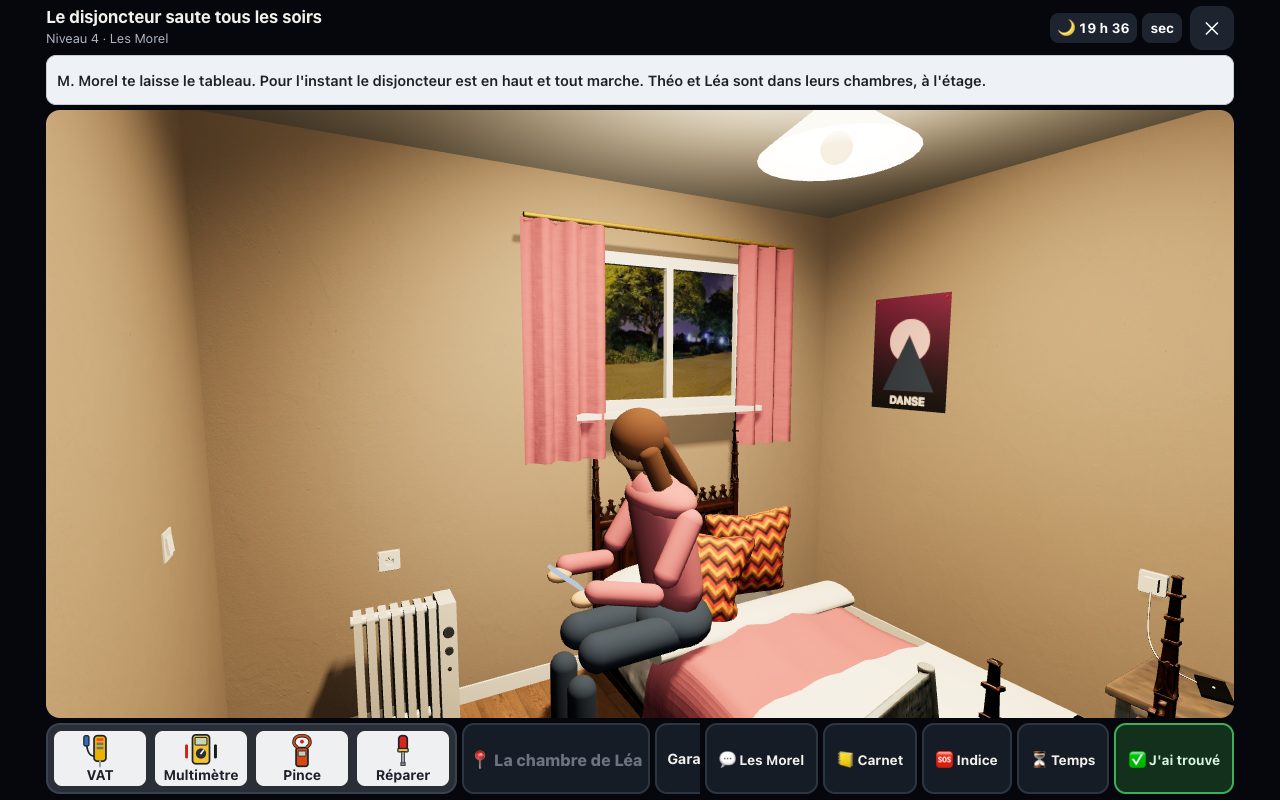 Le disjoncteur saute tous les soirs
Niveau 4 · Les Morel
19 h 36
sec
M. Morel te laisse le tableau. Pour l'instant le disjoncteur est en haut et tout marche. Théo et Léa sont dans leurs chambres, à l'étage.
DANSE
VAT
Multimètre
Pince
Réparer
La chambre de Léa
Gara
Les Morel
Carnet
SOS Indice
Temps
J'ai trouvé